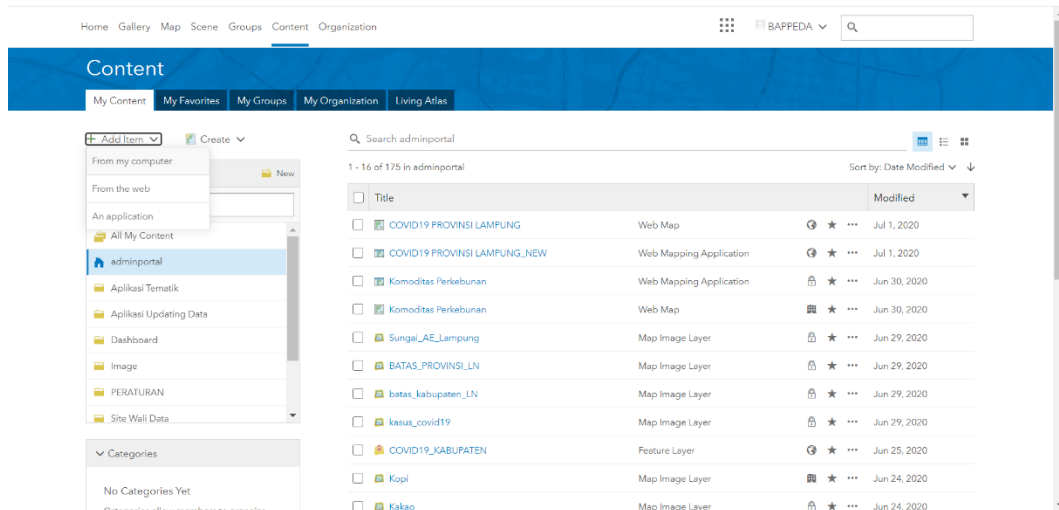 Home Gallery Map Scene Groups Content Organization BAPPEDA
Content
My Content My Favorites My Groups My Organization Living Atlas
Add Item Create
From my computer
From the web
An application
New
All My Content
adminportal
Aplikasi Tematik
Aplikasi Updating Data
Dashboard
Image
PERATURAN
Site Wali Data
Categories
No Categories Yet
Search adminportal
1 - 16 of 175 in adminportal Sort by: Date Modified
Title Modified
COVID19 PROVINSI LAMPUNG Web Map Jul 1, 2020
COVID19 PROVINSI LAMPUNG_NEW Web Mapping Application Jul 1, 2020
Komoditas Perkebunan Web Mapping Application Jun 30, 2020
Komoditas Perkebunan Web Map Jun 30, 2020
Sungai_AE_Lampung Map Image Layer Jun 29, 2020
BATAS_PROVINSI_LN Map Image Layer Jun 29, 2020
batas_kabupaten_LN Map Image Layer Jun 29, 2020
kasus_covid19 Map Image Layer Jun 29, 2020
COVID19_KABUPATEN Feature Layer Jun 25, 2020
Kopi Map Image Layer Jun 24, 2020
Kakao Map Image Layer Jun 24, 2020